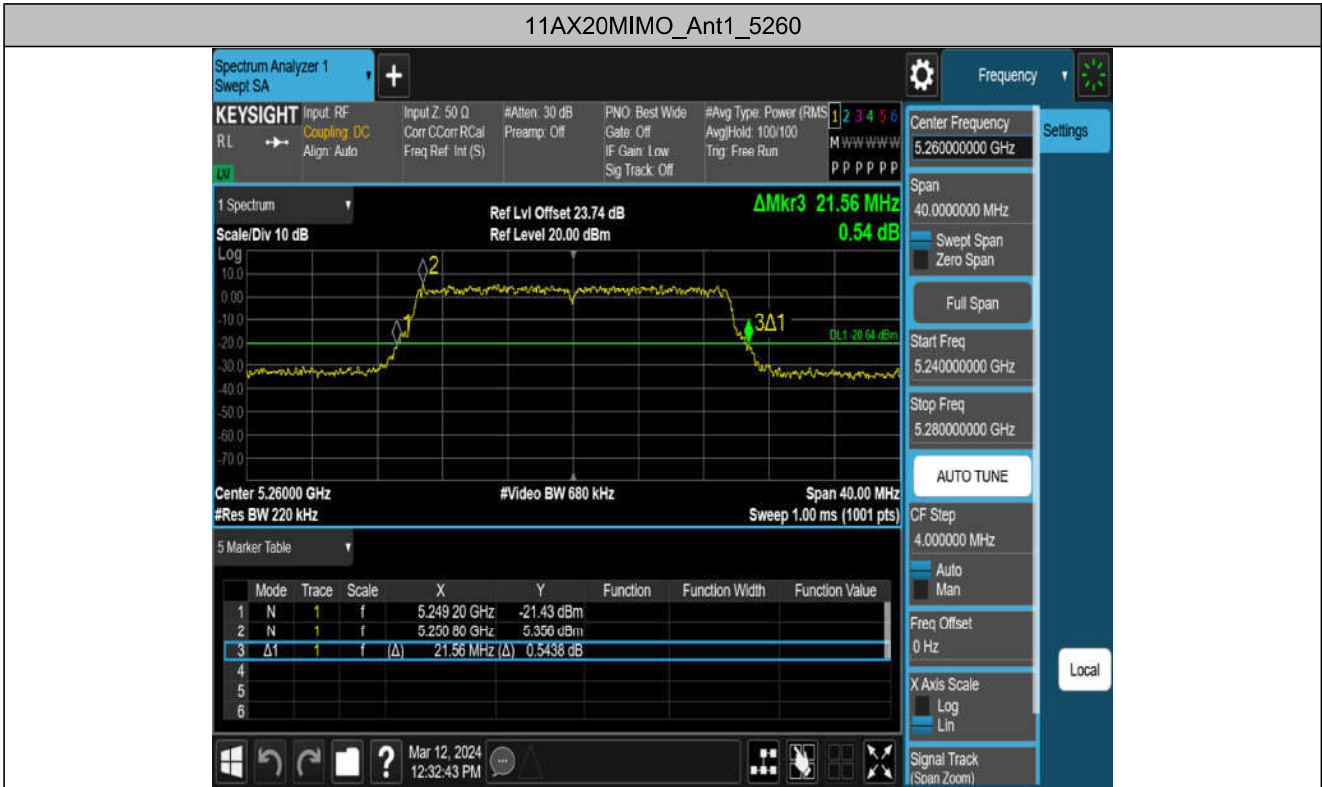 11AX20MIMO_Ant1_5260
Spectrum Analyzer 1
Swept SA
Frequency
KEYSIGHT
RL
LXI
Input: RF
Coupling: DC
Align: Auto
Input Z: 50 Ω
Corr CCorr RCal
Freq Ref: Int (S)
#Atten: 30 dB
Preamp: Off
PNO: Best Wide
Gate: Off
IF Gain: Low
Sig Track: Off
#Avg Type: Power (RMS
Avg|Hold: 100/100
Trig: Free Run
1 2 3 4 5 6
M W W W W W
P P P P P P
1 Spectrum
Scale/Div 10 dB
Ref Lvl Offset 23.74 dB
Ref Level 20.00 dBm
ΔMkr3 21.56 MHz
0.54 dB
Log
10.0
0.00
-10.0
-20.0
-30.0
-40.0
-50.0
-60.0
-70.0
2
1
3Δ1
DL1 -20.64 dBm
Center 5.26000 GHz
#Video BW 680 kHz
Span 40.00 MHz
#Res BW 220 kHz
Sweep 1.00 ms (1001 pts)
5 Marker Table
Mode Trace Scale X Y Function Function Width Function Value
1 N 1 f 5.249 20 GHz -21.43 dBm
2 N 1 f 5.250 80 GHz 5.356 dBm
3 Δ1 1 f (Δ) 21.56 MHz (Δ) 0.5438 dB
4
5
6
Mar 12, 2024
12:32:43 PM
Center Frequency
5.260000000 GHz
Settings
Span
40.0000000 MHz
Swept Span
Zero Span
Full Span
Start Freq
5.240000000 GHz
Stop Freq
5.280000000 GHz
AUTO TUNE
CF Step
4.000000 MHz
Auto
Man
Freq Offset
0 Hz
Local
X Axis Scale
Log
Lin
Signal Track
(Span Zoom)